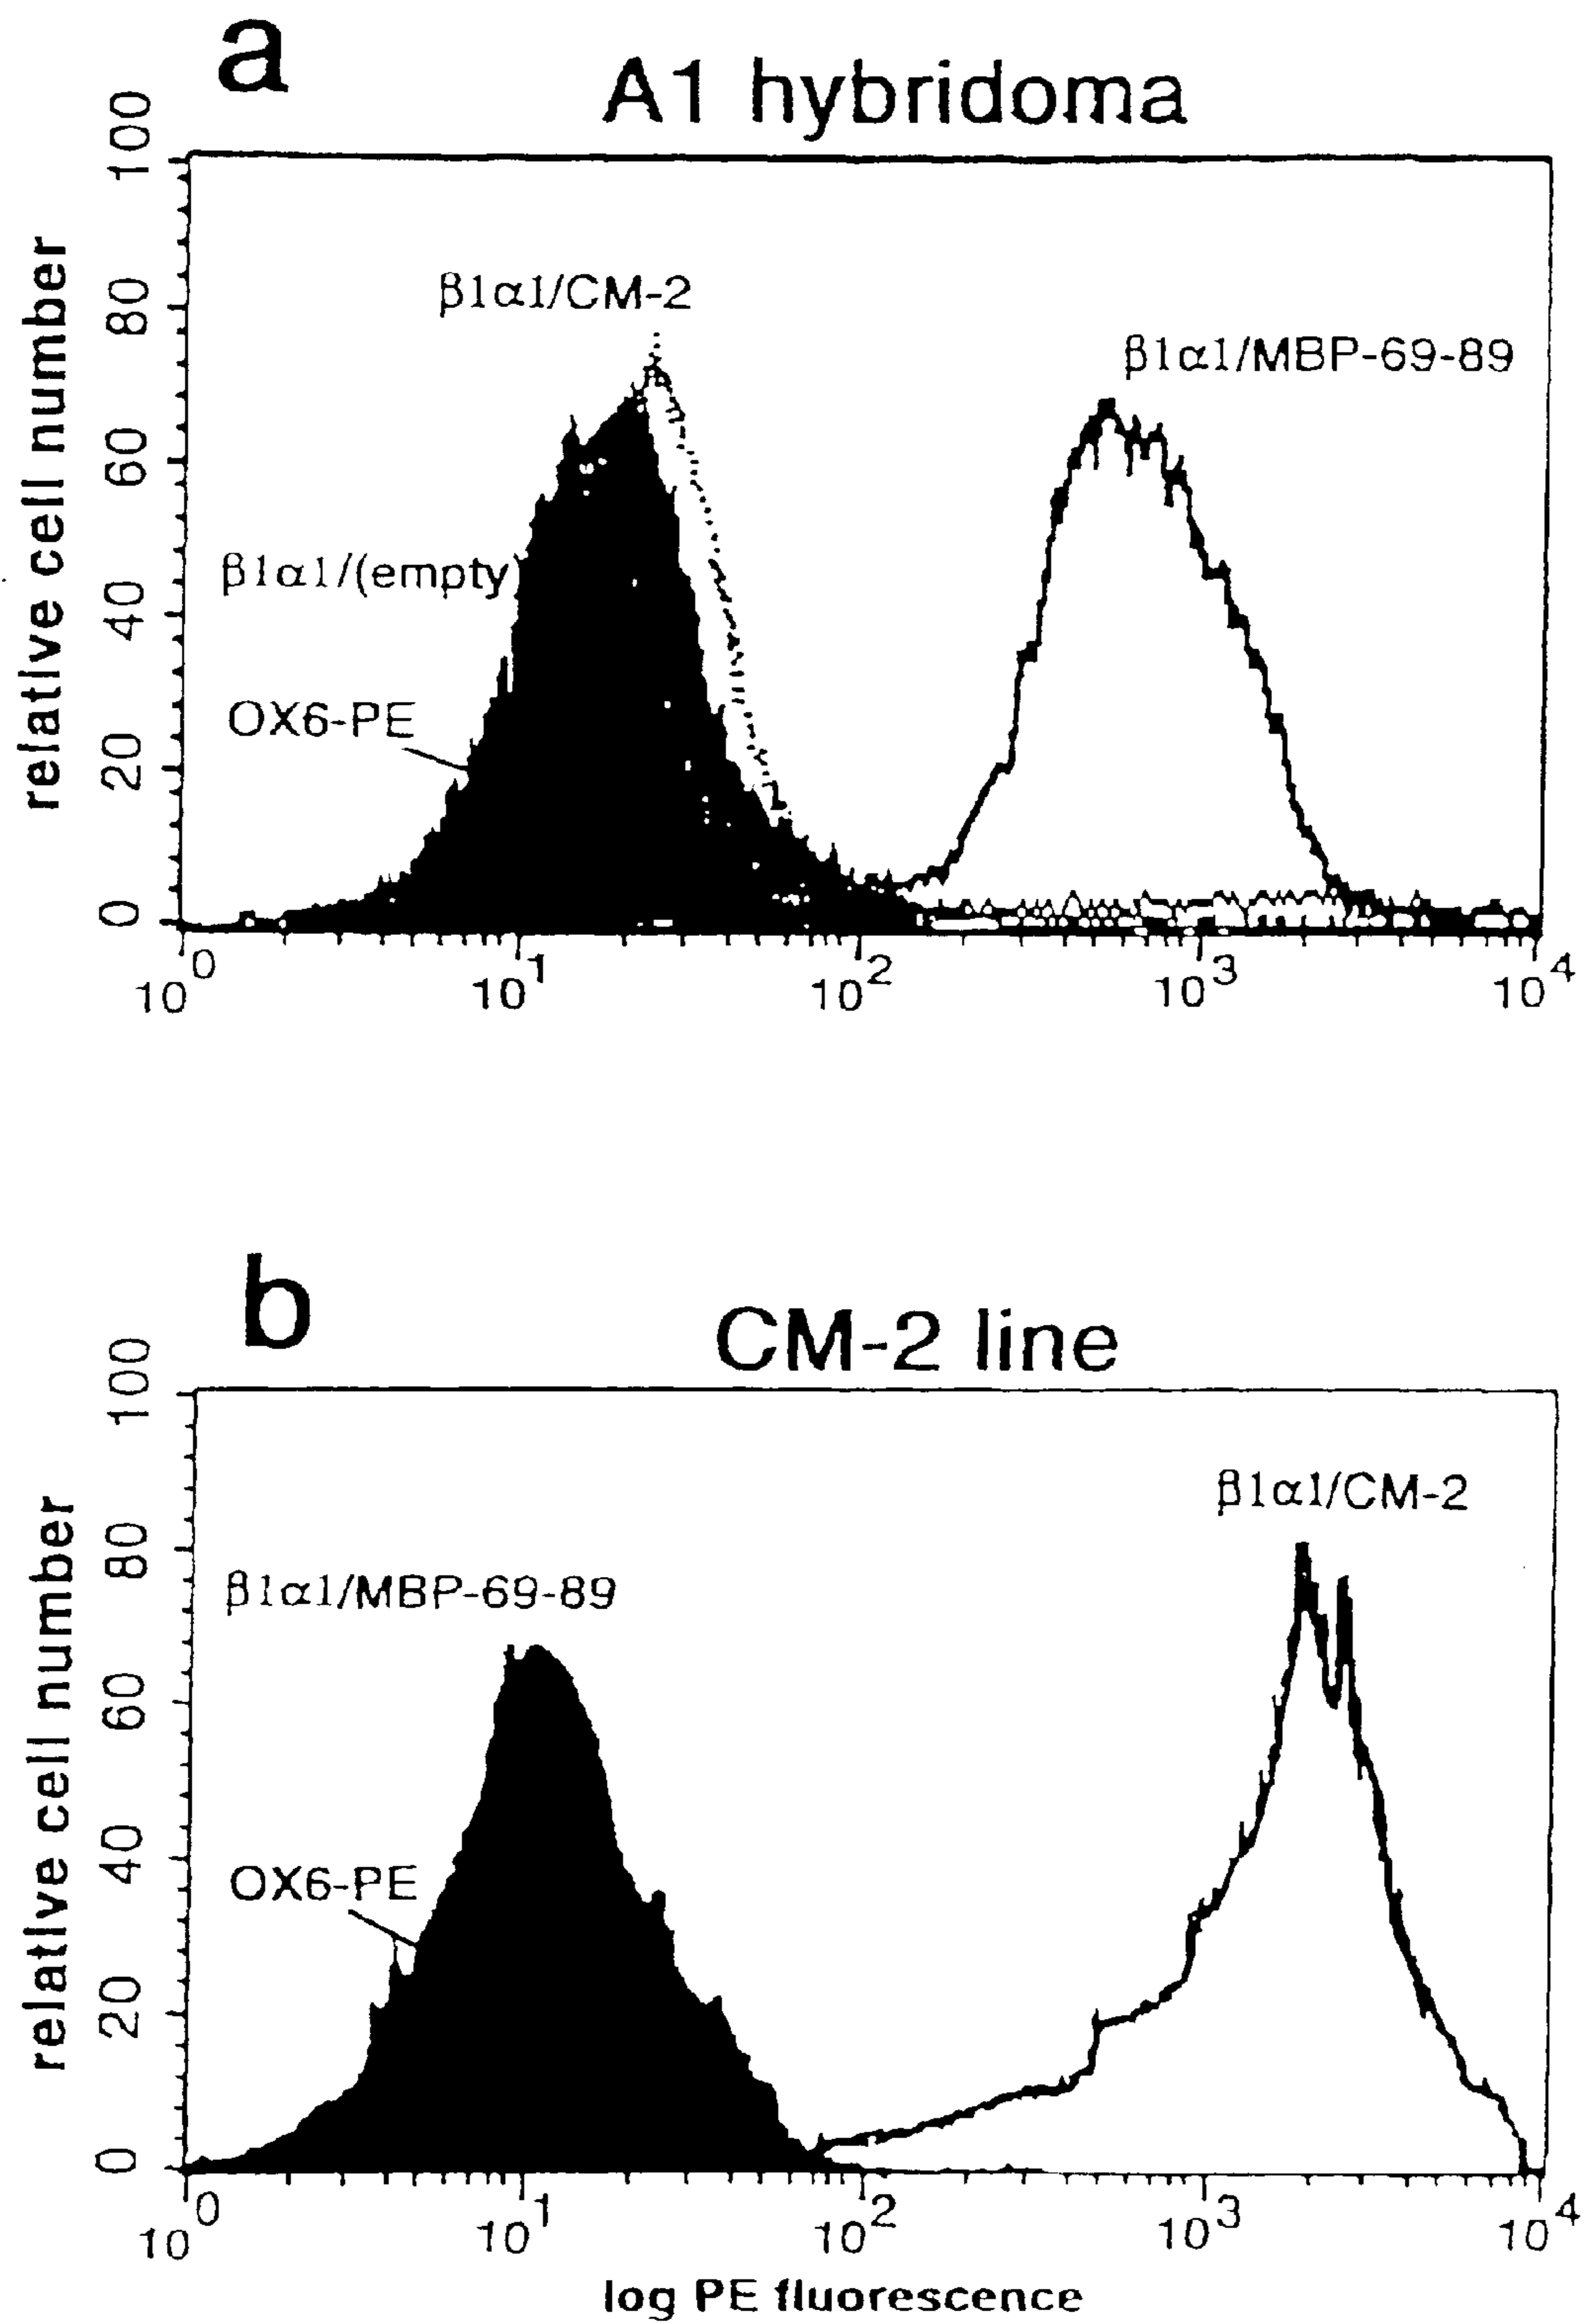 a
A1 hybridoma
relative cell number
100
80
60
40
20
0
β1α1/CM-2
β1α1/MBP-69-89
β1α1/(empty)
OX6-PE
10^0 10^1 10^2 10^3 10^4
b
CM-2 line
relative cell number
100
80
60
40
20
0
β1α1/CM-2
β1α1/MBP-69-89
OX6-PE
10^0 10^1 10^2 10^3 10^4
log PE fluorescence